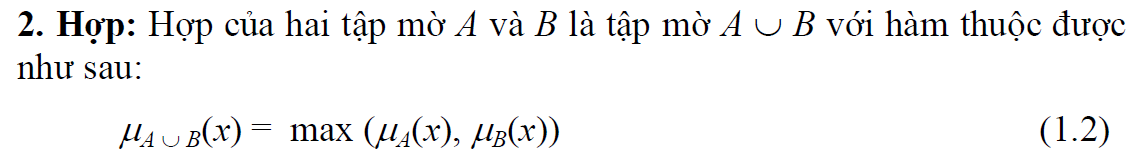 2. Hợp: Hợp của hai tập mờ A và B là tập mờ A ∪ B với hàm thuộc được
như sau:
μA ∪ B(x) = max (μA(x), μB(x)) (1.2)